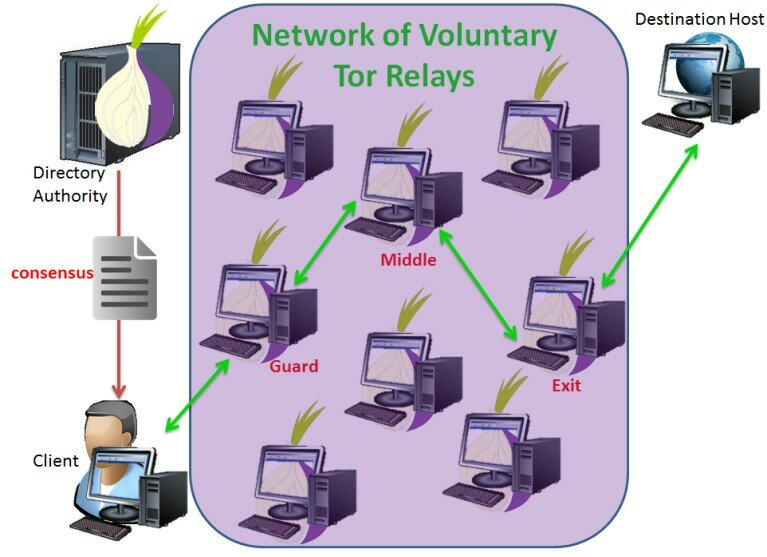 Network of Voluntary
Tor Relays
Destination Host
Directory
Authority
consensus
Middle
Guard
Exit
Client